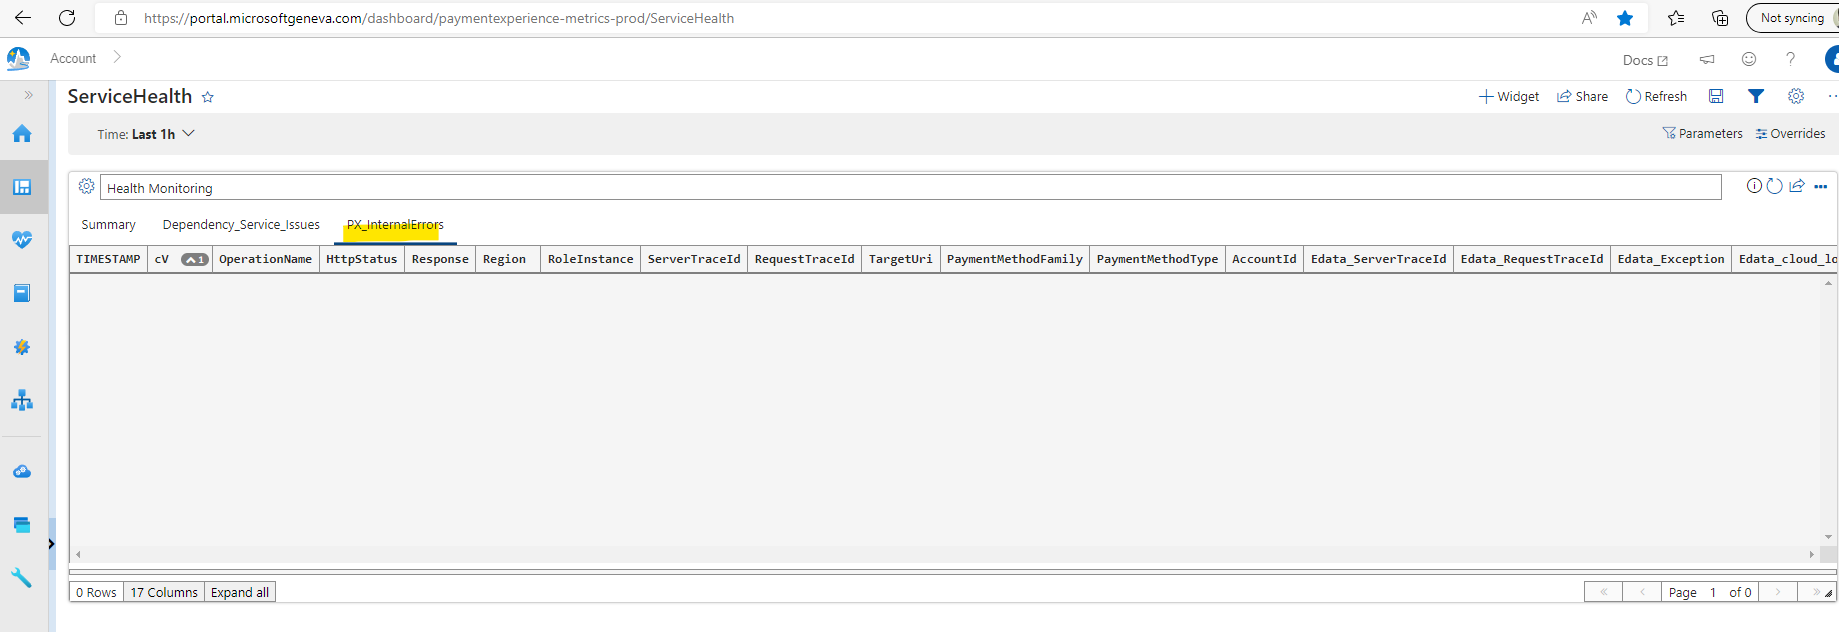 https://portal.microsoftgeneva.com/dashboard/paymentexperience-metrics-prod/ServiceHealth Not syncing
Account Docs
ServiceHealth Widget Share Refresh
Time: Last 1h Parameters Overrides
Health Monitoring
Summary Dependency_Service_Issues PX_InternalErrors
TIMESTAMP cV 1 OperationName HttpStatus Response Region RoleInstance ServerTraceId RequestTraceId TargetUri PaymentMethodFamily PaymentMethodType AccountId Edata_ServerTraceId Edata_RequestTraceId Edata_Exception Edata_cloud_lo
0 Rows 17 Columns Expand all Page 1 of 0